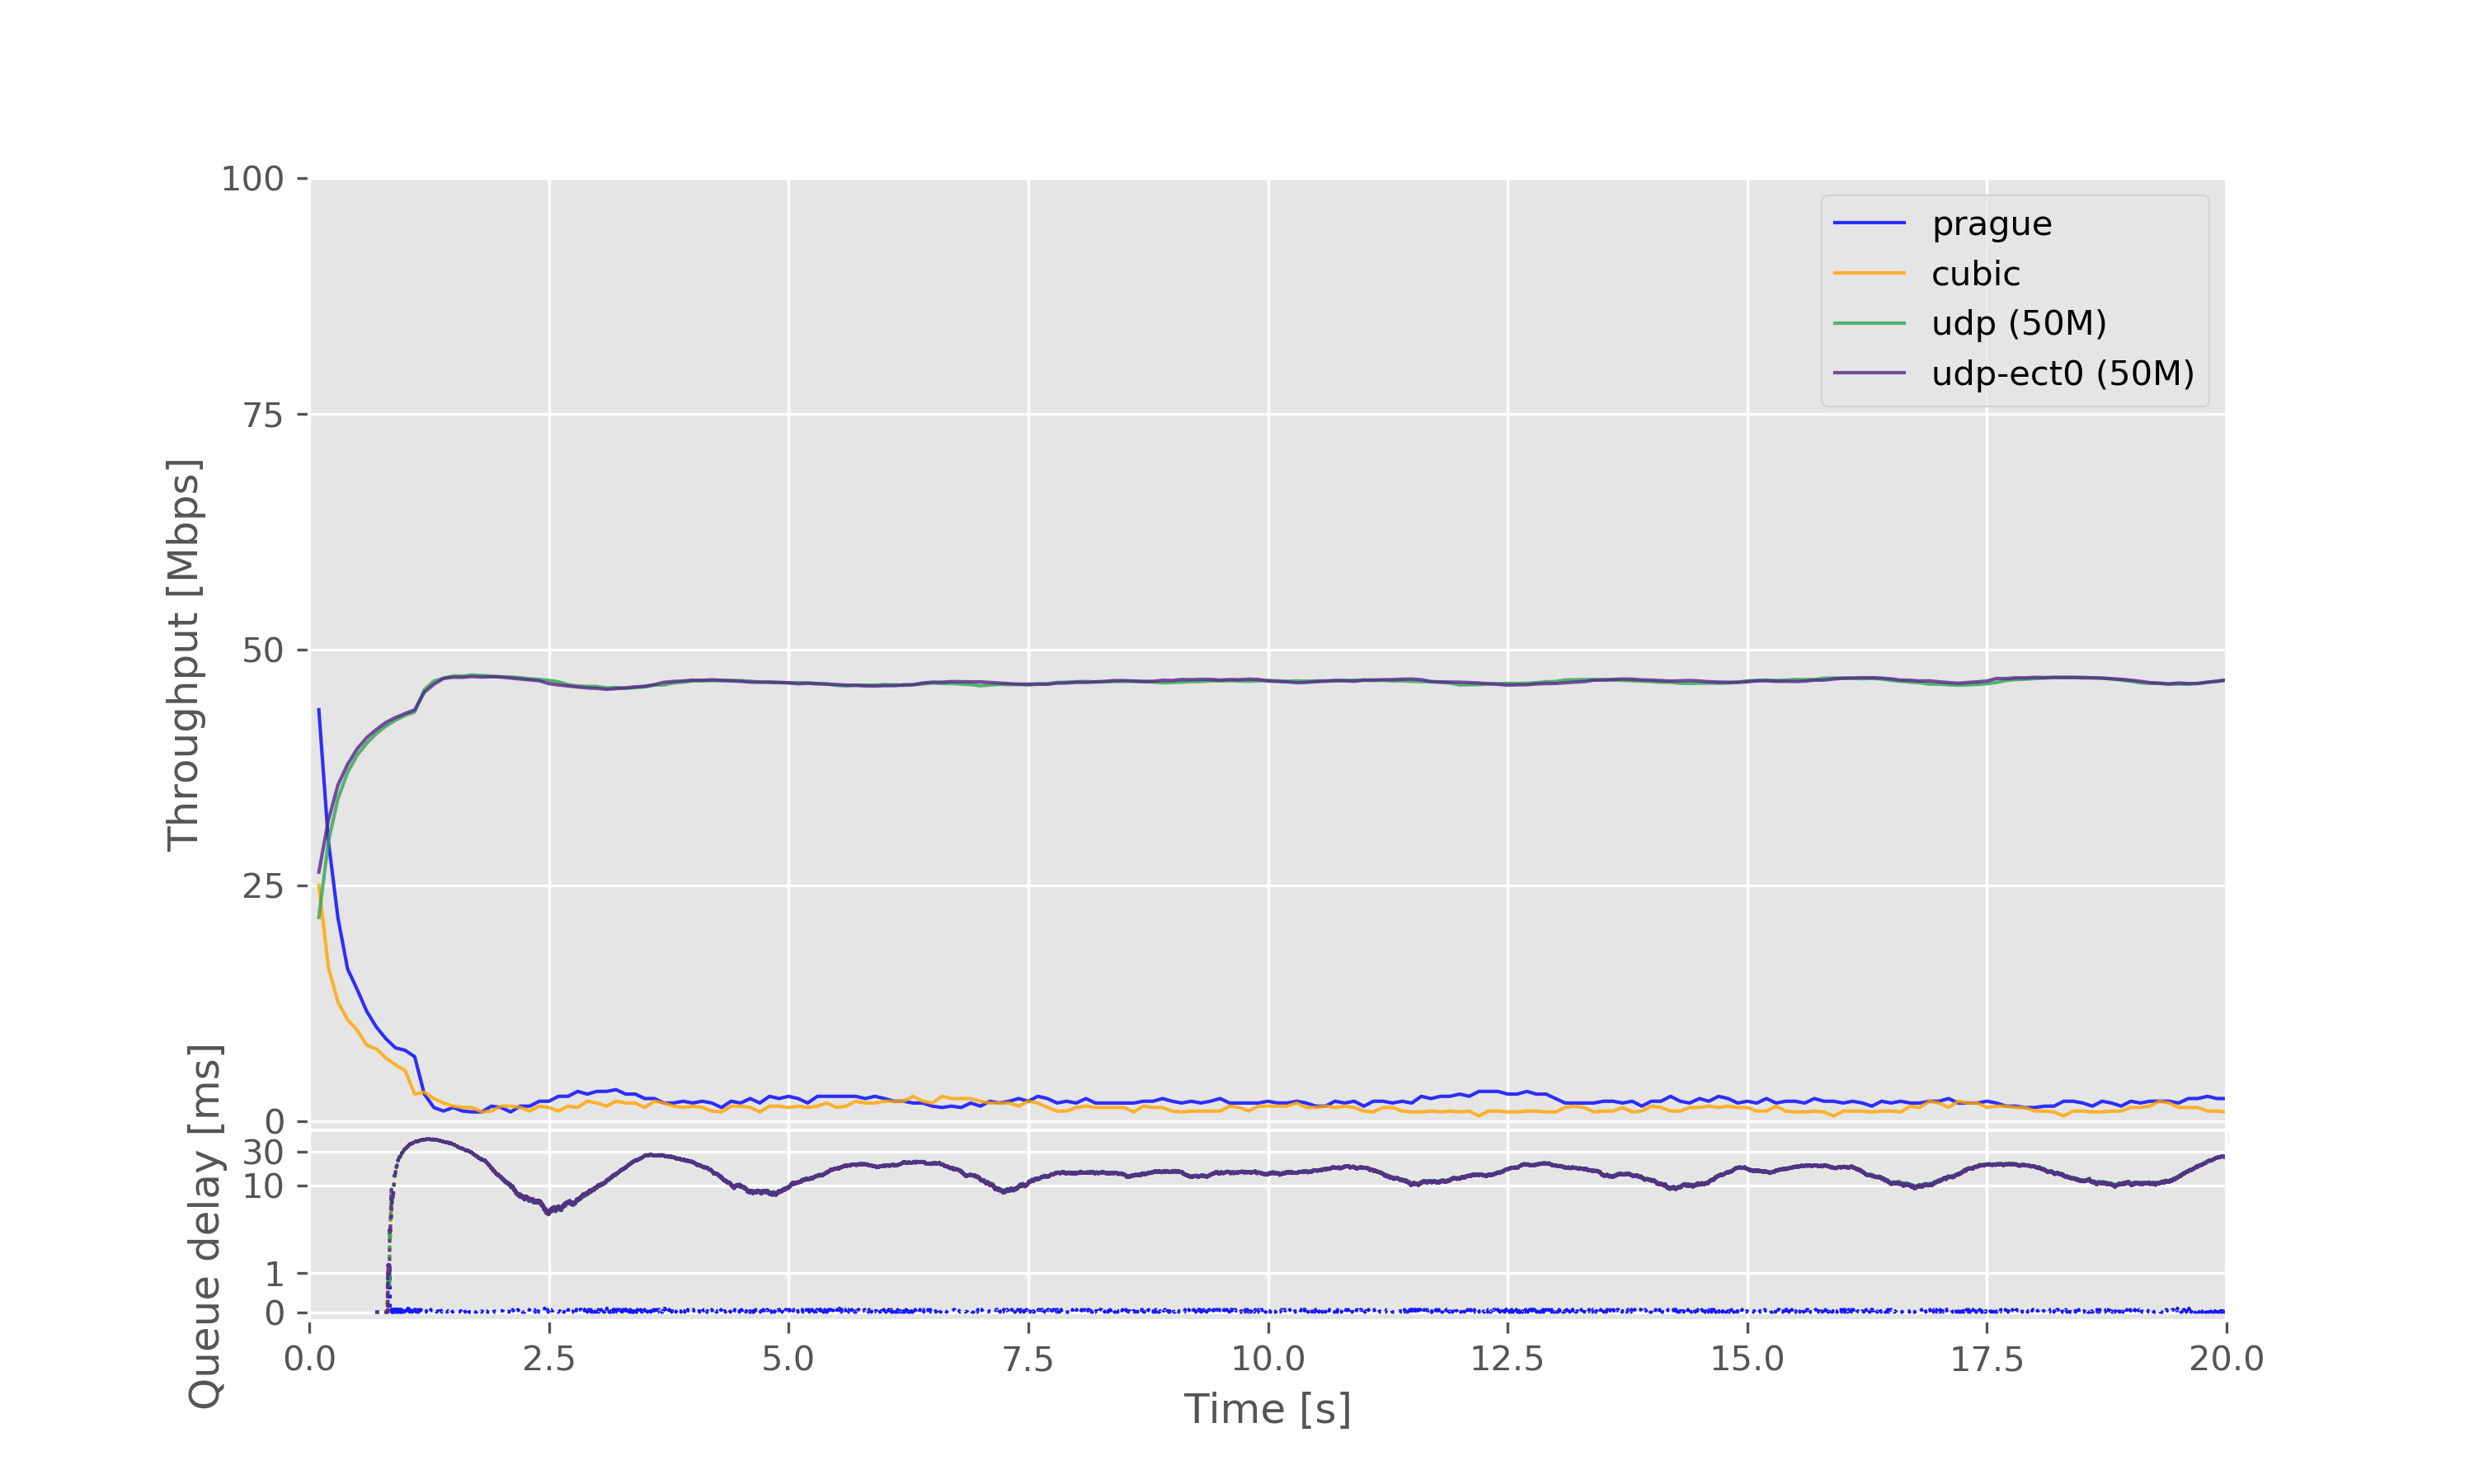 100
75
50
25
0
Throughput [Mbps]
prague
cubic
udp (50M)
udp-ect0 (50M)
30
10
1
0
Queue delay [ms]
0.0 2.5 5.0 7.5 10.0 12.5 15.0 17.5 20.0
Time [s]